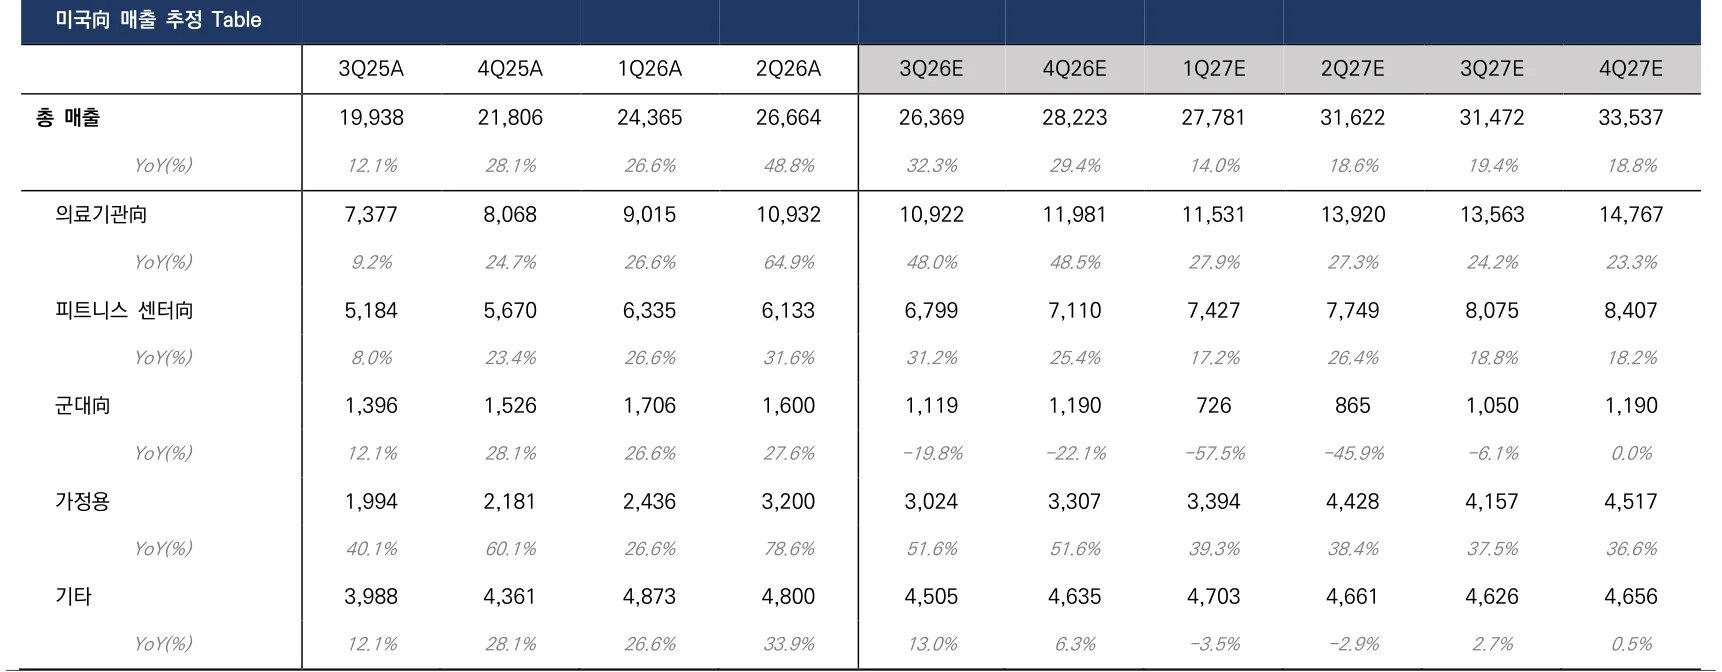 미국向 매출 추정 Table
3Q25A 4Q25A 1Q26A 2Q26A 3Q26E 4Q26E 1Q27E 2Q27E 3Q27E 4Q27E
총 매출 19,938 21,806 24,365 26,664 26,369 28,223 27,781 31,622 31,472 33,537
YoY(%) 12.1% 28.1% 26.6% 48.8% 32.3% 29.4% 14.0% 18.6% 19.4% 18.8%
의료기관向 7,377 8,068 9,015 10,932 10,922 11,981 11,531 13,920 13,563 14,767
YoY(%) 9.2% 24.7% 26.6% 64.9% 48.0% 48.5% 27.9% 27.3% 24.2% 23.3%
피트니스 센터向 5,184 5,670 6,335 6,133 6,799 7,110 7,427 7,749 8,075 8,407
YoY(%) 8.0% 23.4% 26.6% 31.6% 31.2% 25.4% 17.2% 26.4% 18.8% 18.2%
군대向 1,396 1,526 1,706 1,600 1,119 1,190 726 865 1,050 1,190
YoY(%) 12.1% 28.1% 26.6% 27.6% -19.8% -22.1% -57.5% -45.9% -6.1% 0.0%
가정용 1,994 2,181 2,436 3,200 3,024 3,307 3,394 4,428 4,157 4,517
YoY(%) 40.1% 60.1% 26.6% 78.6% 51.6% 51.6% 39.3% 38.4% 37.5% 36.6%
기타 3,988 4,361 4,873 4,800 4,505 4,635 4,703 4,661 4,626 4,656
YoY(%) 12.1% 28.1% 26.6% 33.9% 13.0% 6.3% -3.5% -2.9% 2.7% 0.5%